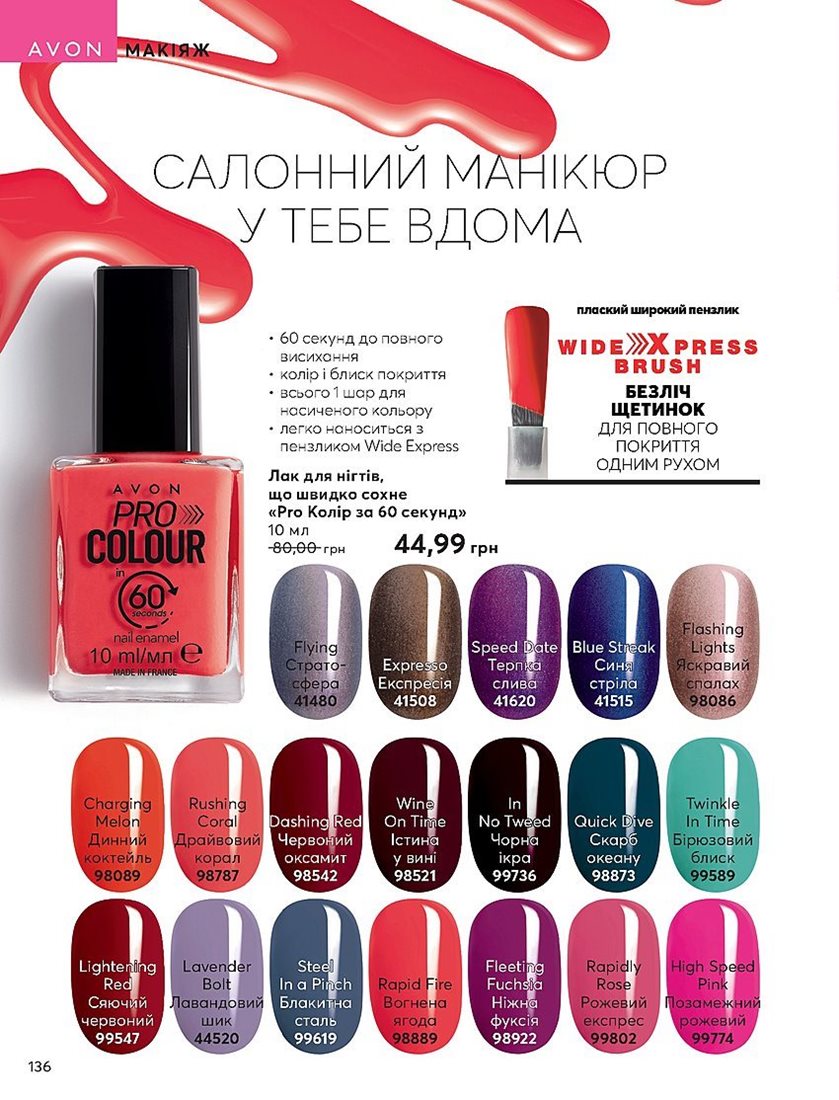 AVON МАКІЯЖ
САЛОННИЙ МАНІКЮР
У ТЕБЕ ВДОМА
• 60 секунд до повного
висихання
• колір і блиск покриття
• всього 1 шар для
насиченого кольору
• легко наноситься з
пензликом Wide Express
плаский широкий пензлик
WIDE XPRESS
BRUSH
БЕЗЛІЧ
ЩЕТИНОК
ДЛЯ ПОВНОГО
ПОКРИТТЯ
ОДНИМ РУХОМ
Лак для нігтів,
що швидко сохне
«Pro Колір за 60 секунд»
10 мл
80,00 грн
44,99 грн
AVON
PRO
COLOUR
in
60
seconds
nail enamel
10 ml/мл e
MADE IN FRANCE
Flying
Страто-
сфера
41480
Expresso
Експресія
41508
Speed Date
Терпка
слива
41620
Blue Streak
Синя
стріла
41515
Flashing
Lights
Яскравий
спалах
98086
Charging
Melon
Динний
коктейль
98089
Rushing
Coral
Драйвовий
корал
98787
Dashing Red
Червоний
оксамит
98542
Wine
On Time
Істина
у вині
98521
In
No Tweed
Чорна
ікра
99736
Quick Dive
Скарб
океану
98873
Twinkle
In Time
Бірюзовий
блиск
99589
Lightening
Red
Сяючий
червоний
99547
Lavender
Bolt
Лавандовий
шик
44520
Steel
In a Pinch
Блакитна
сталь
99619
Rapid Fire
Вогнена
ягода
98889
Fleeting
Fuchsia
Ніжна
фуксія
98922
Rapidly
Rose
Рожевий
експрес
99802
High Speed
Pink
Позамежний
рожевий
99774
136